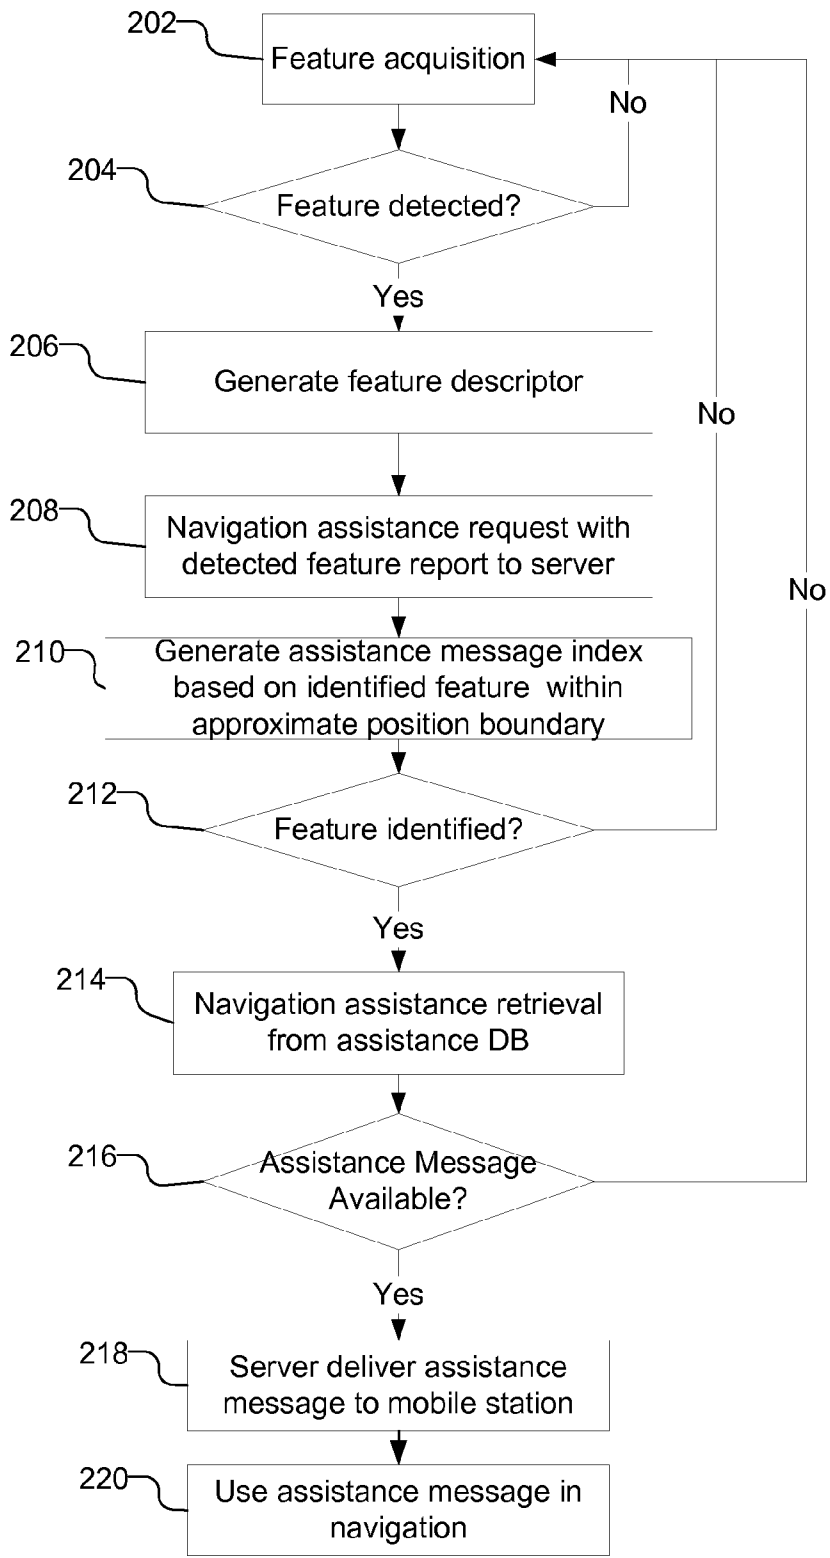 202
Feature acquisition
No
204
Feature detected?
Yes
206
Generate feature descriptor
No
208
Navigation assistance request with
detected feature report to server
No
210
Generate assistance message index
based on identified feature within
approximate position boundary
212
Feature identified?
Yes
214
Navigation assistance retrieval
from assistance DB
216
Assistance Message
Available?
Yes
218
Server deliver assistance
message to mobile station
220
Use assistance message in
navigation